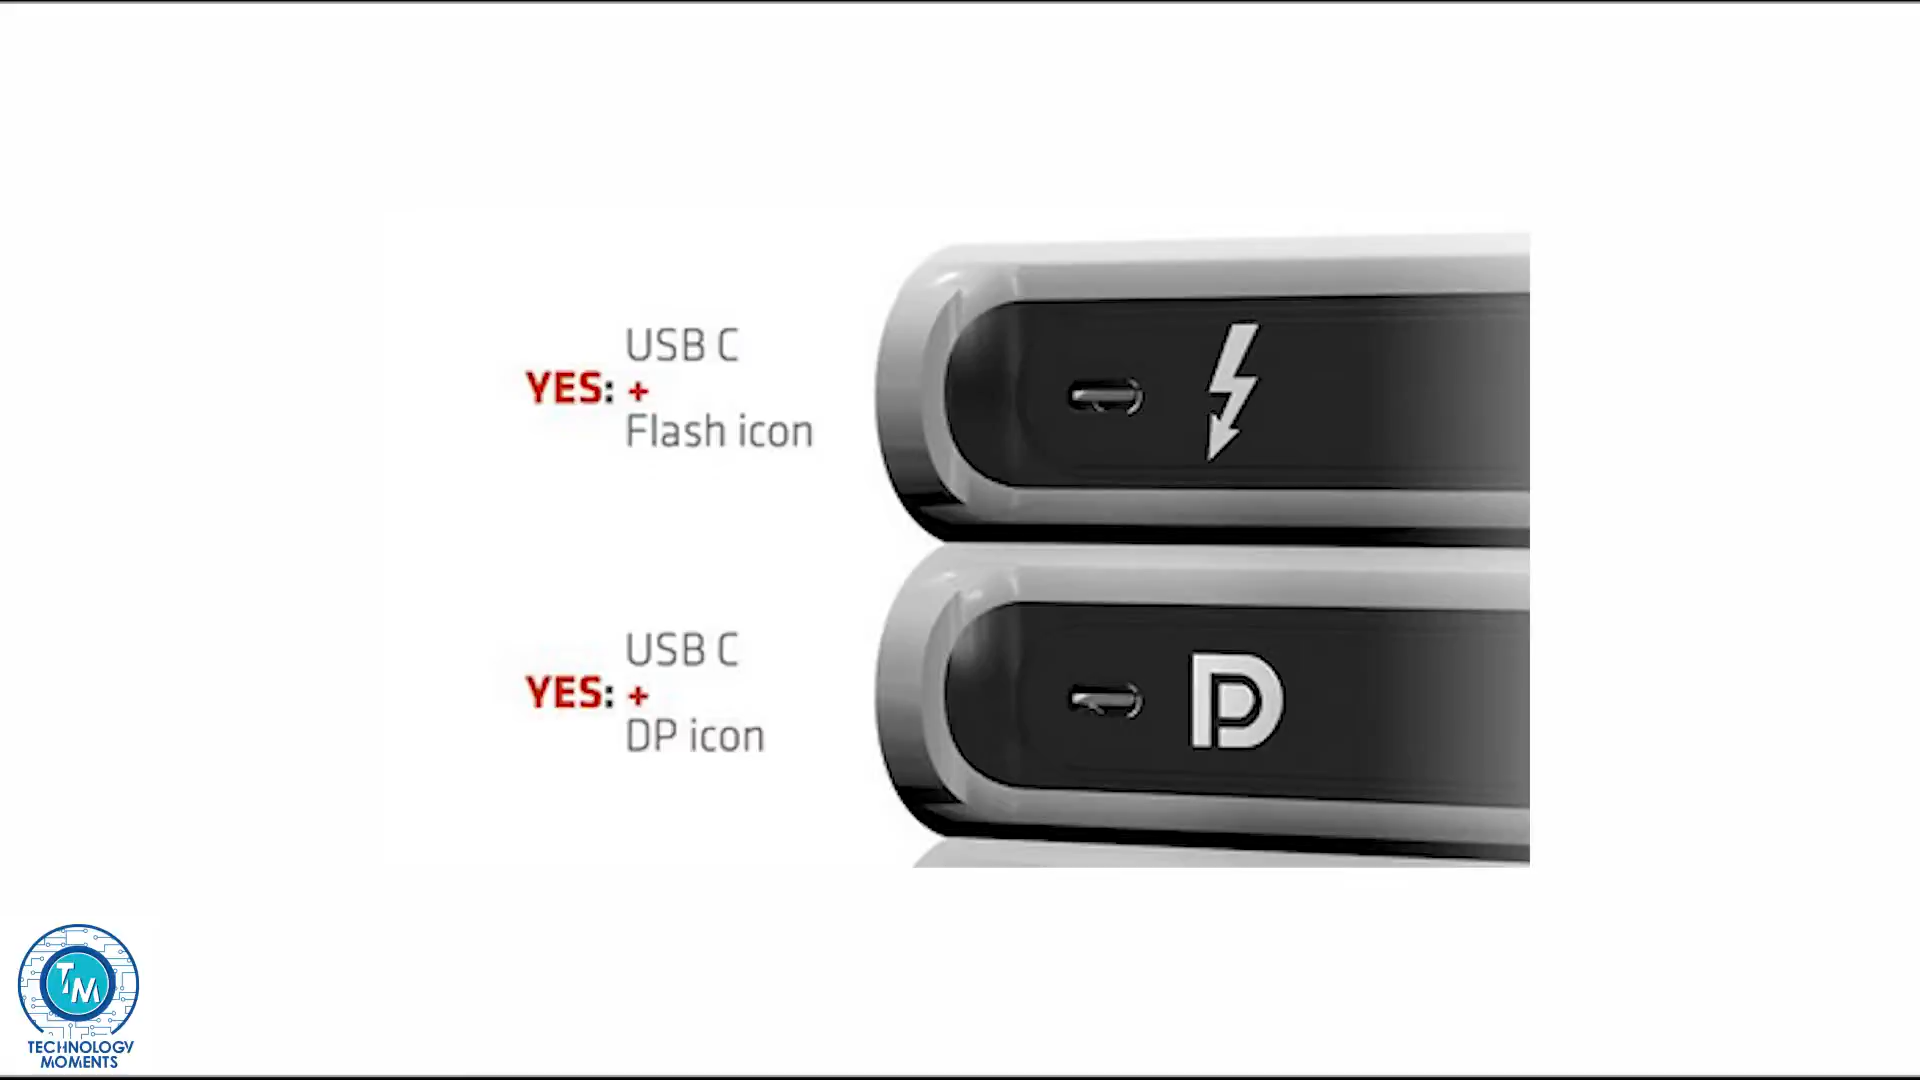 USB C
YES: +
Flash icon
USB C
YES: +
DP icon
TM
TECHNOLOGY
MOMENTS